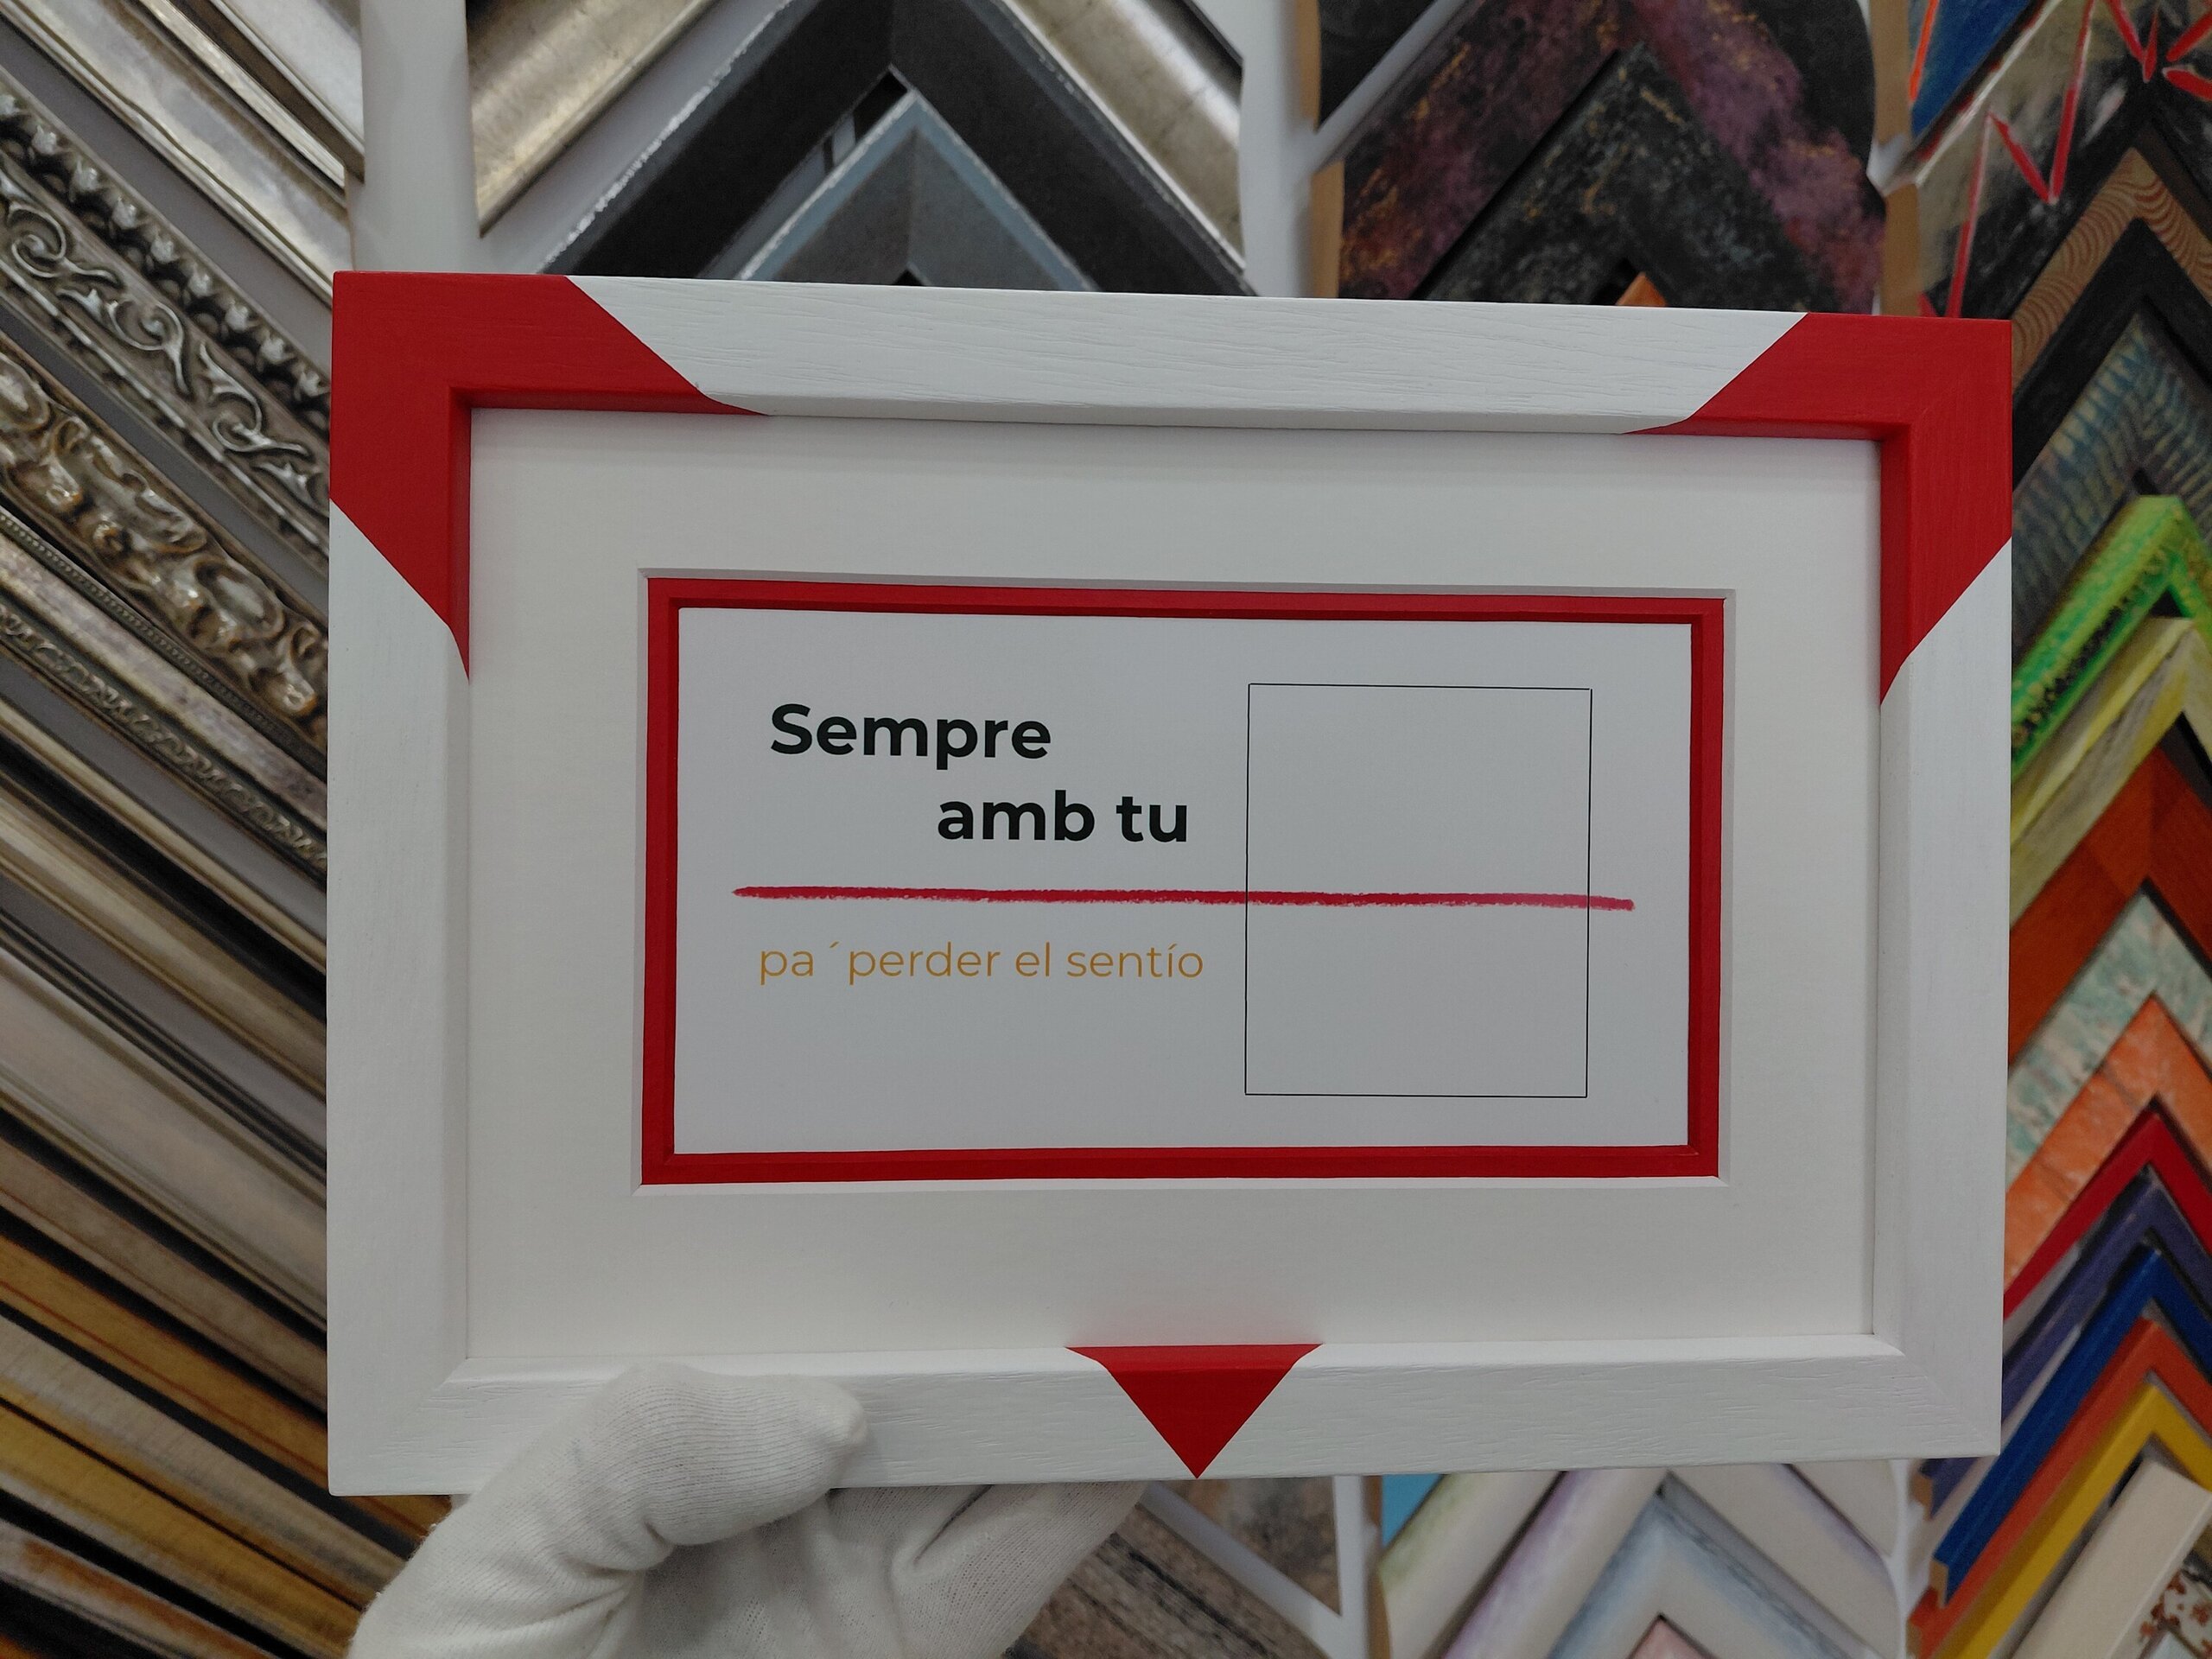 Sempre
amb tu
pa´perder el sentío